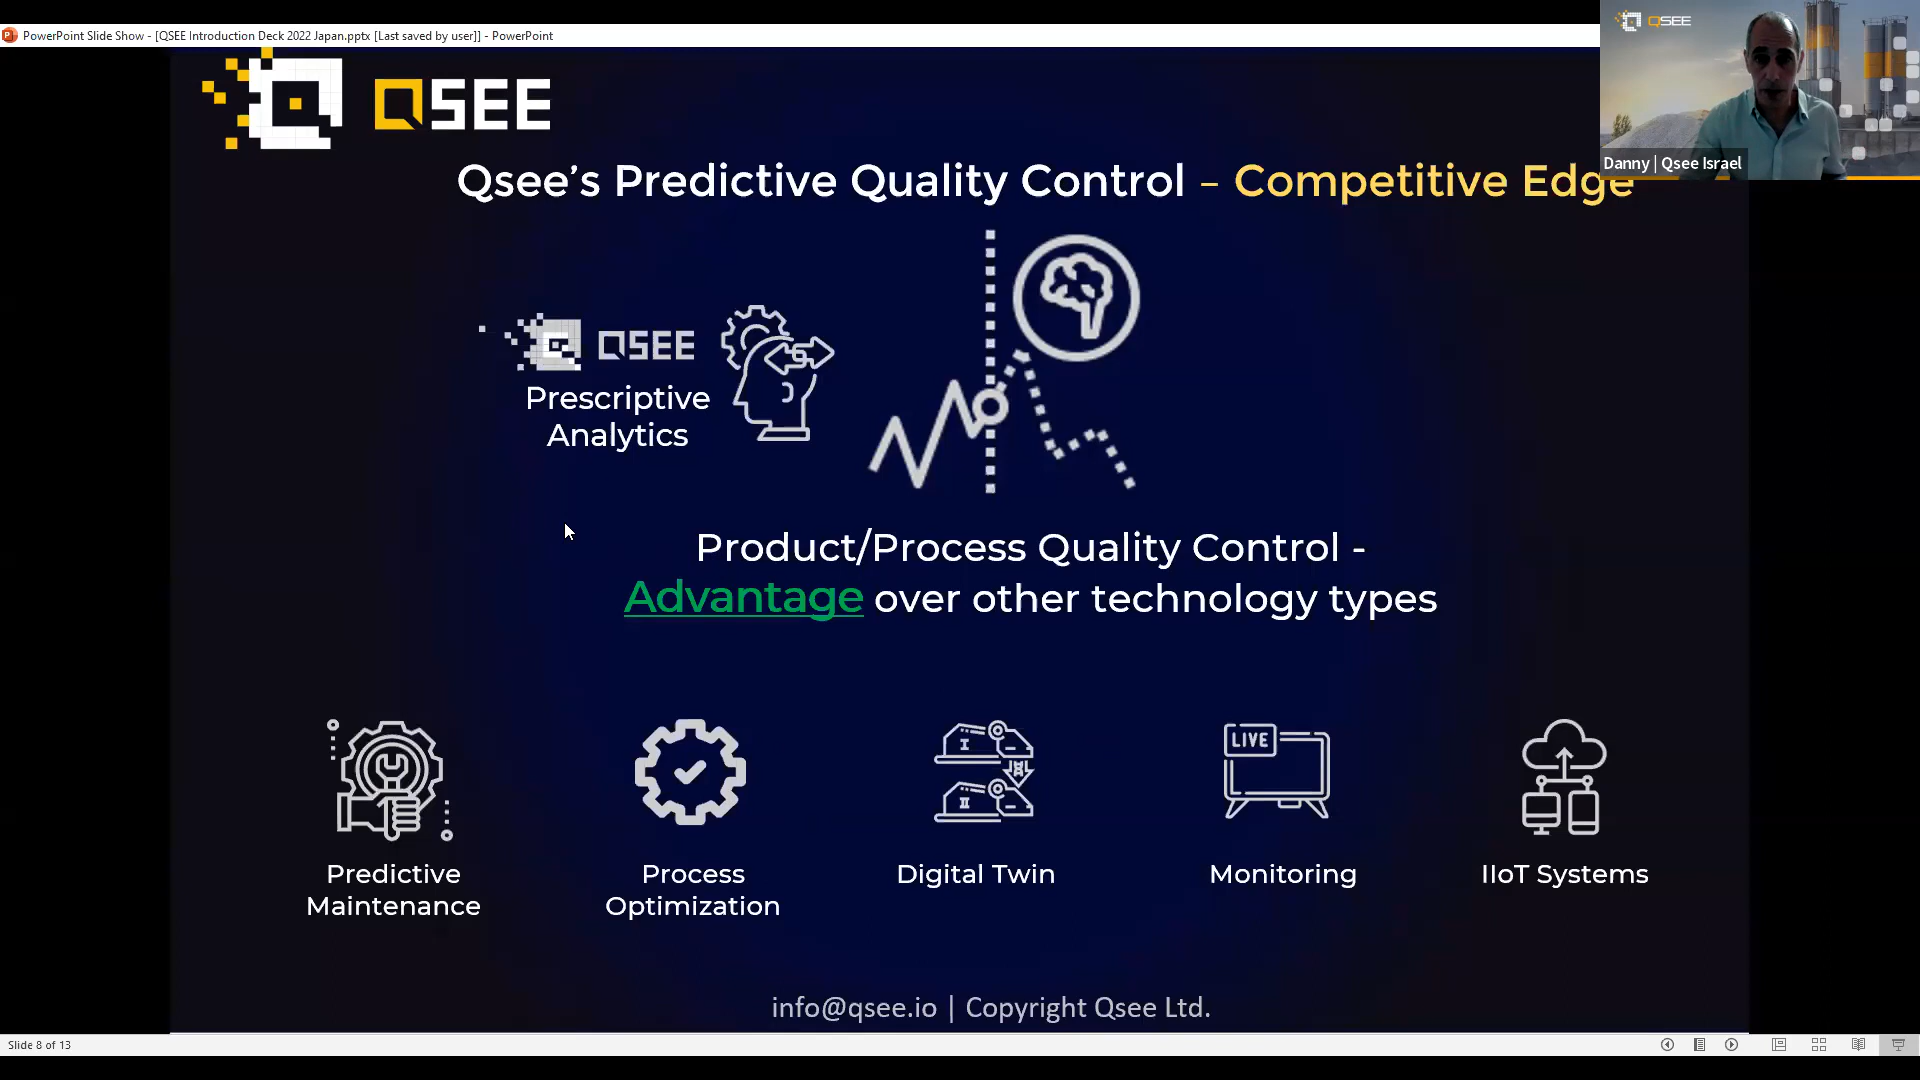 PowerPoint Slide Show - [QSEE Introduction Deck 2022 Japan.pptx [Last saved by user]] - PowerPoint
QSEE
QSEE
Danny | Qsee Israel
Qsee's Predictive Quality Control – Competitive Edge
QSEE
Prescriptive
Analytics
Product/Process Quality Control -
Advantage over other technology types
I
II
LIVE
Predictive
Maintenance
Process
Optimization
Digital Twin
Monitoring
IIoT Systems
info@qsee.io | Copyright Qsee Ltd.
Slide 8 of 13